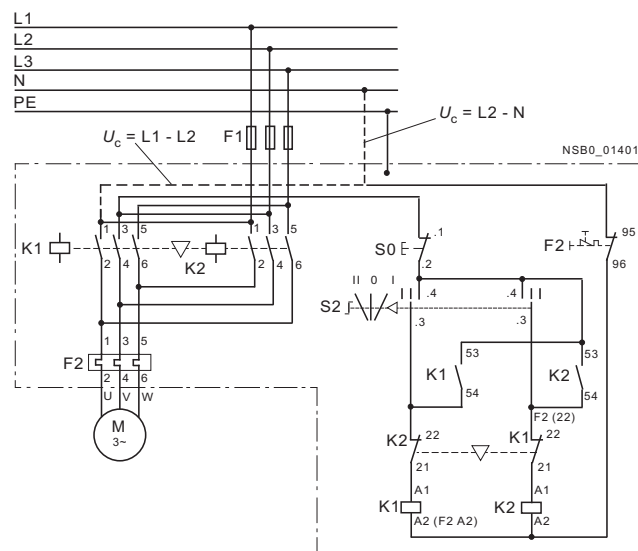 L1
L2
L3
N
PE
Uc = L1 - L2
F1
Uc = L2 - N
NSB0_01401
K1
1 3 5
2 4 6
K2
1 3 5
2 4 6
S0
.1
.2
F2
95
96
II 0 I
S2
.4
.3
.4
.3
F2
1 3 5
2 4 6
U V W
M
3~
K1
53
54
K2
53
54
F2 (22)
K2
22
21
K1
22
21
K1
A1
A2 (F2 A2)
K2
A1
A2